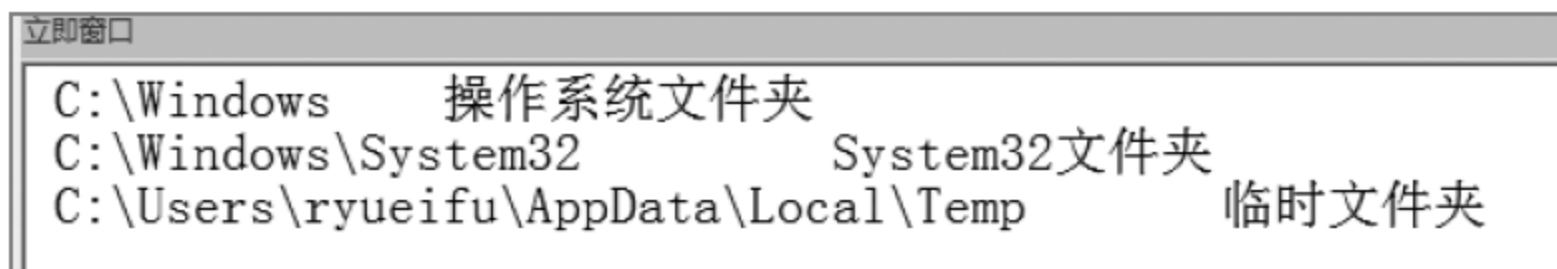 立即窗口
C:\Windows    操作系统文件夹
C:\Windows\System32    System32文件夹
C:\Users\ryueifu\AppData\Local\Temp    临时文件夹